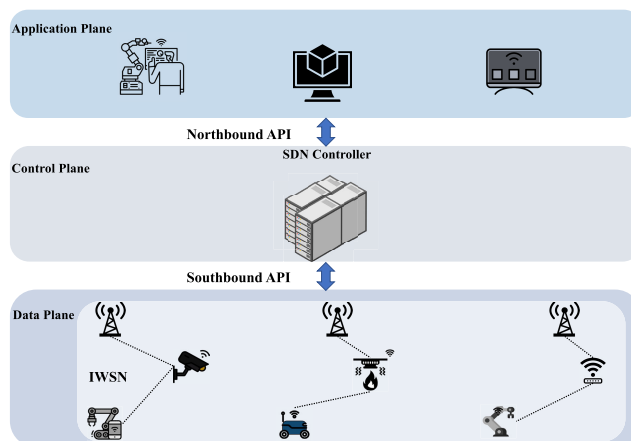 Application Plane
Northbound API
SDN Controller
Control Plane
Southbound API
Data Plane
IWSN